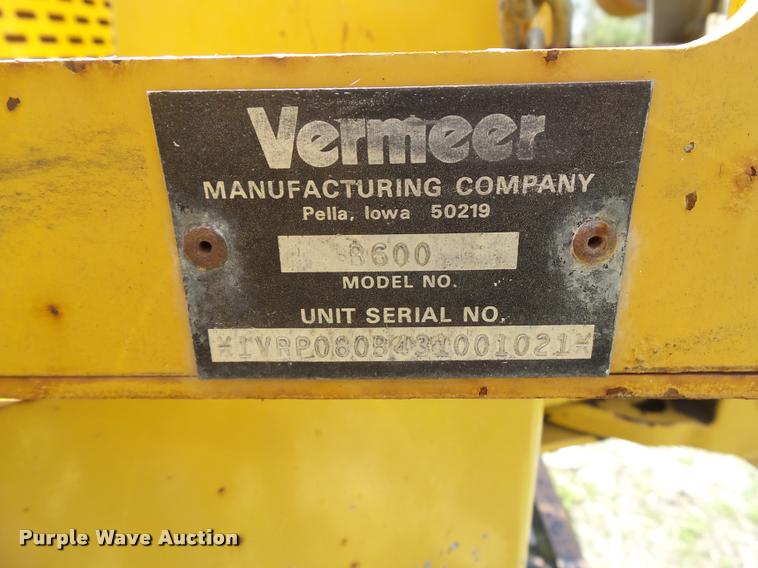 Vermeer
MANUFACTURING COMPANY
Pella, Iowa 50219
MODEL NO.
UNIT SERIAL NO.
Purple Wave Auction